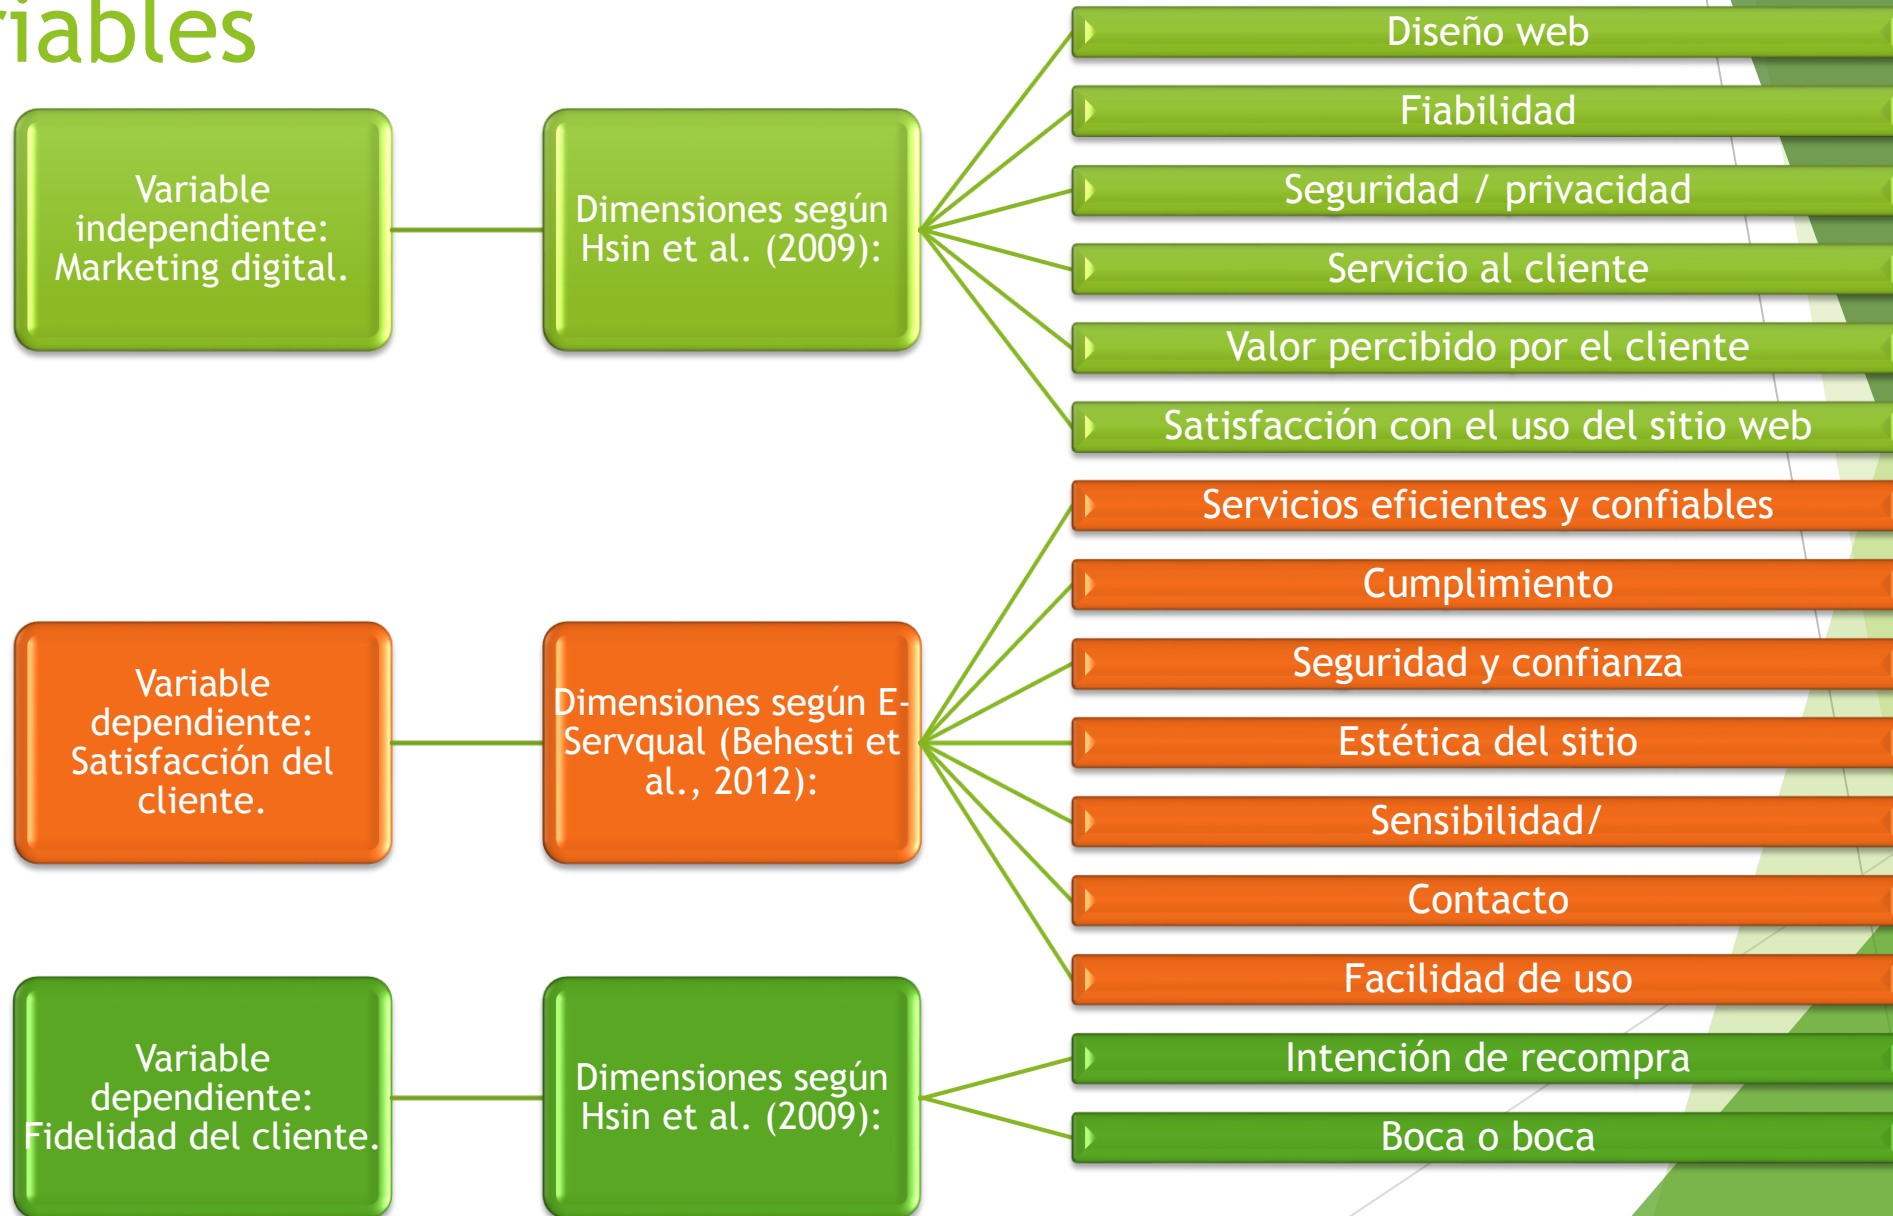 riables
Variable
independiente:
Marketing digital.
Dimensiones según
Hsin et al. (2009):
Diseño web
Fiabilidad
Seguridad / privacidad
Servicio al cliente
Valor percibido por el cliente
Satisfacción con el uso del sitio web
Variable
dependiente:
Satisfacción del
cliente.
Dimensiones según E-
Servqual (Behesti et
al., 2012):
Servicios eficientes y confiables
Cumplimiento
Seguridad y confianza
Estética del sitio
Sensibilidad/
Contacto
Facilidad de uso
Variable
dependiente:
Fidelidad del cliente.
Dimensiones según
Hsin et al. (2009):
Intención de recompra
Boca o boca